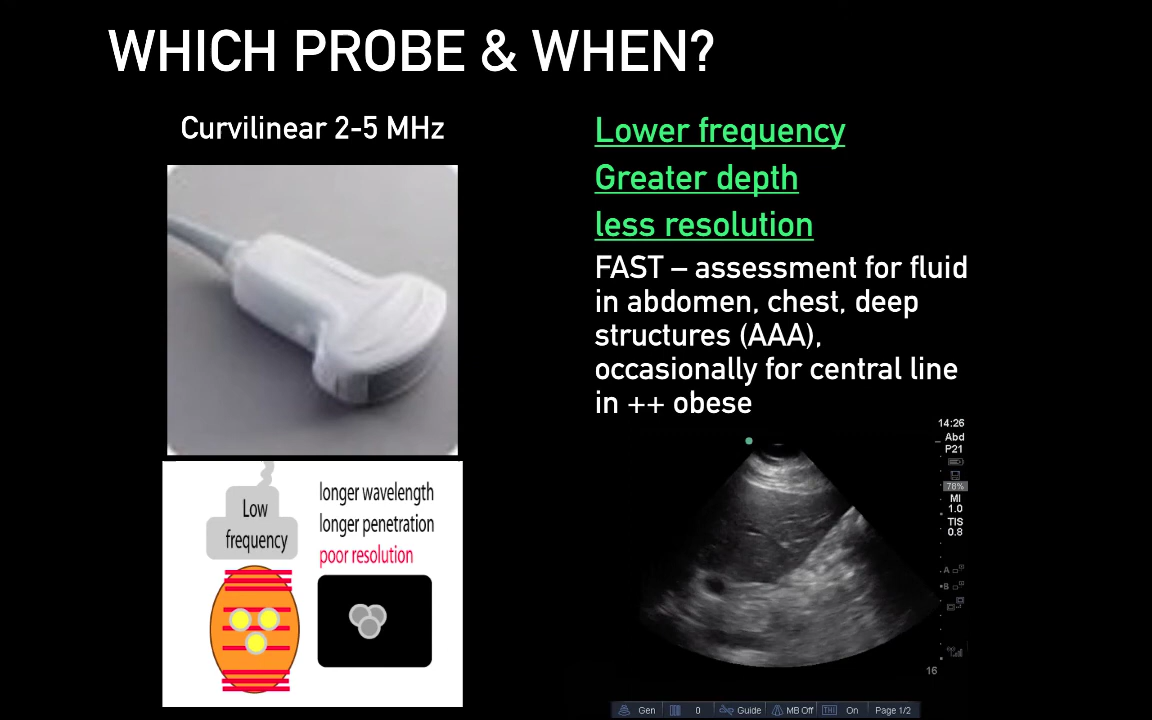 WHICH PROBE & WHEN?
Curvilinear 2-5 MHz
Lower frequency
Greater depth
less resolution
FAST – assessment for fluid
in abdomen, chest, deep
structures (AAA),
occasionally for central line
in ++ obese
Low
frequency
longer wavelength
longer penetration
poor resolution
14:26
Abd
P21
78%
MI
1.0
TIS
0.8
A
B
16
Gen
0
Guide
MB Off
THI
On
Page 1/2